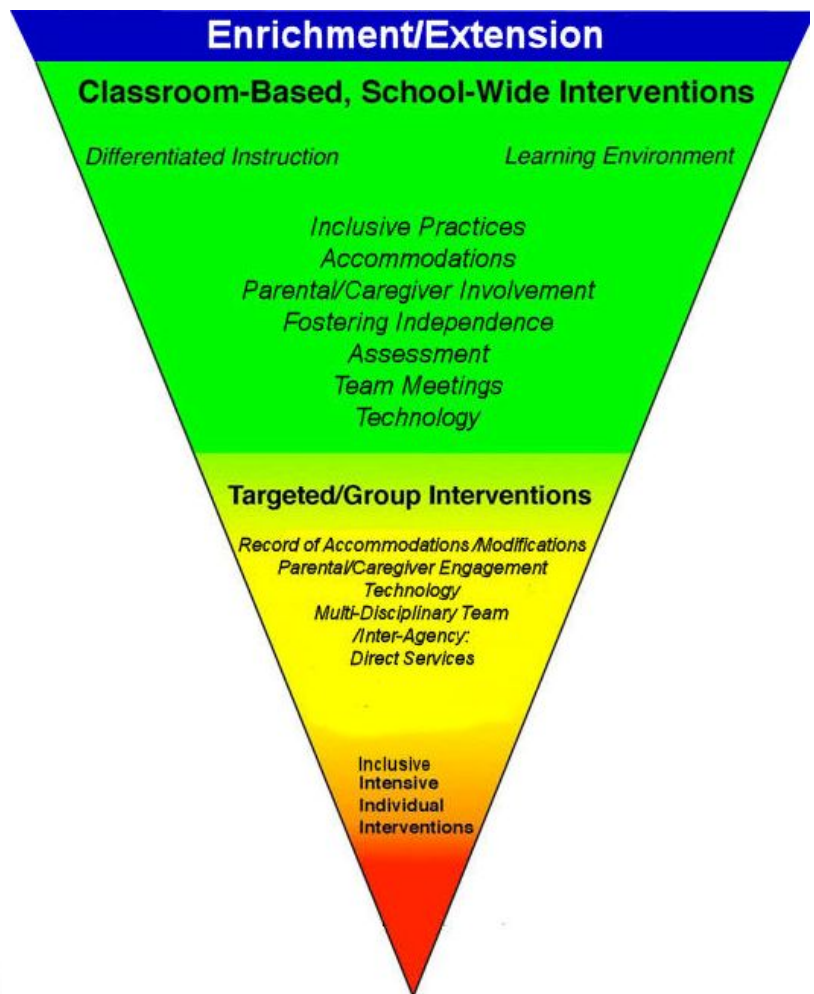 Enrichment/Extension
Classroom-Based, School-Wide Interventions
Differentiated Instruction
Learning Environment
Inclusive Practices
Accommodations
Parental/Caregiver Involvement
Fostering Independence
Assessment
Team Meetings
Technology
Targeted/Group Interventions
Record of Accommodations/Modifications
Parental/Caregiver Engagement
Technology
Multi-Disciplinary Team
/Inter-Agency:
Direct Services
Inclusive
Intensive
Individual
Interventions